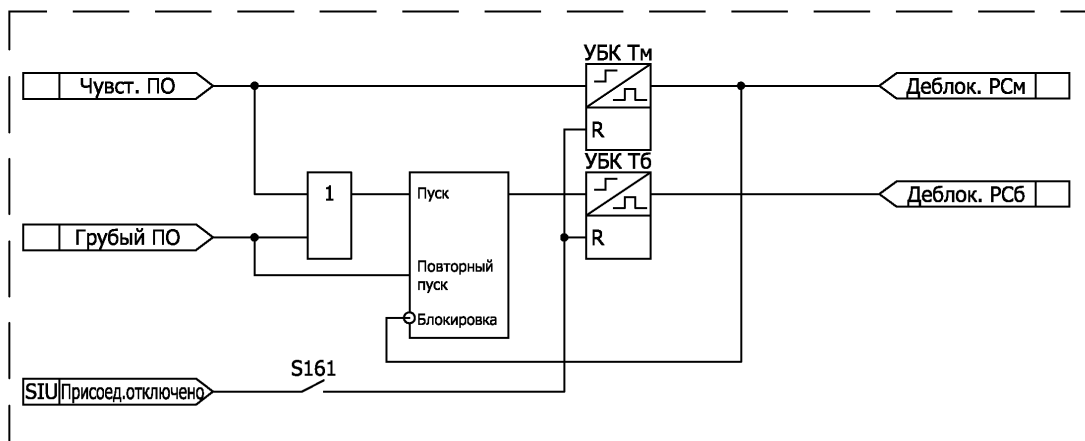 УБК Тм
Чувст. ПО
Деблок. РСм
R
УБК Тб
1
Пуск
Деблок. РСб
Грубый ПО
R
Повторный
пуск
Блокировка
S161
SIU Присоед.отключено